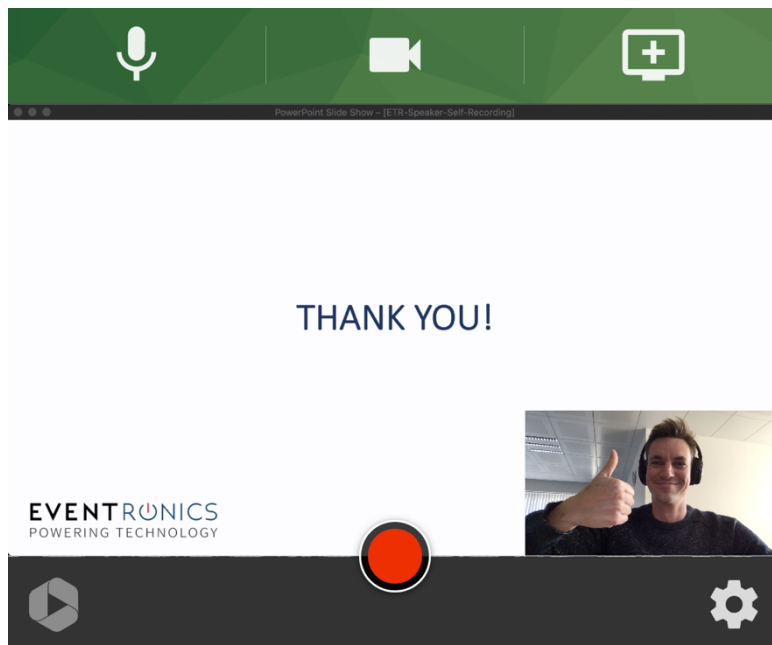 PowerPoint Slide Show – [ETR-Speaker-Self-Recording]
THANK YOU!
EVENTRONICS
POWERING TECHNOLOGY